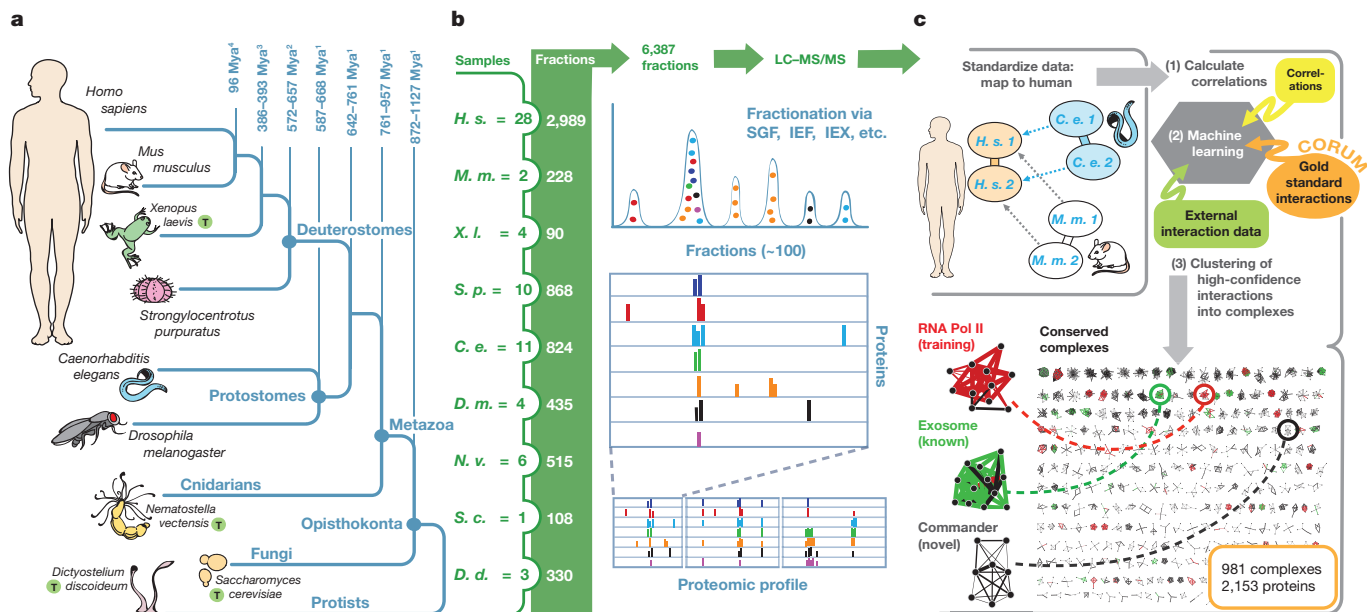 a
96 Mya⁴
386–393 Mya³
572–657 Mya²
587–668 Mya¹
642–761 Mya¹
761–957 Mya¹
872–1127 Mya¹
Homo
sapiens
Mus
musculus
Xenopus
laevis T
Deuterostomes
Strongylocentrotus
purpuratus
Caenorhabditis
elegans
Protostomes
Drosophila
melanogaster
Metazoa
Cnidarians
Nematostella
vectensis T
Opisthokonta
Fungi
Dictyostelium
discoideum
T
Saccharomyces
cerevisiae
T
Protists
b
Samples
Fractions
6,387
fractions
LC–MS/MS
H. s. = 28 2,989
M. m. = 2 228
X. l. = 4 90
S. p. = 10 868
C. e. = 11 824
D. m. = 4 435
N. v. = 6 515
S. c. = 1 108
D. d. = 3 330
Fractionation via
SGF, IEF, IEX, etc.
Fractions (~100)
Proteins
Proteomic profile
c
Standardize data:
map to human
H. s. 1
H. s. 2
C. e. 1
C. e. 2
M. m. 1
M. m. 2
(1) Calculate
correlations
Correl-
ations
(2) Machine
learning
CORUM
Gold
standard
interactions
External
interaction data
(3) Clustering of
high-confidence
interactions
into complexes
RNA Pol II
(training)
Conserved
complexes
Exosome
(known)
Commander
(novel)
981 complexes
2,153 proteins